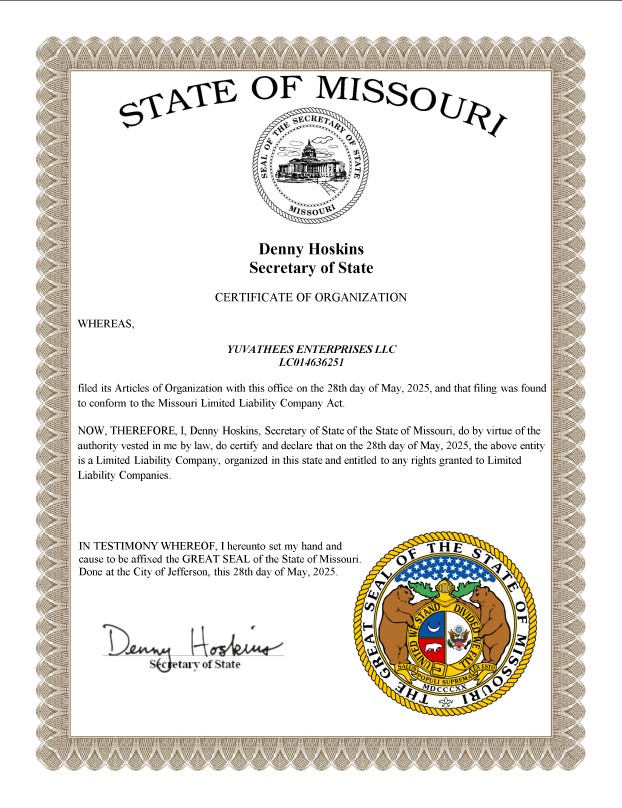 STATE OF MISSOURI
SEAL OF THE SECRETARY OF STATE
MISSOURI
Denny Hoskins
Secretary of State
CERTIFICATE OF ORGANIZATION
WHEREAS,
YUVATHEES ENTERPRISES LLC
LC014636251
filed its Articles of Organization with this office on the 28th day of May, 2025, and that filing was found
to conform to the Missouri Limited Liability Company Act.
NOW, THEREFORE, I, Denny Hoskins, Secretary of State of the State of Missouri, do by virtue of the
authority vested in me by law, do certify and declare that on the 28th day of May, 2025, the above entity
is a Limited Liability Company, organized in this state and entitled to any rights granted to Limited
Liability Companies.
IN TESTIMONY WHEREOF, I hereunto set my hand and
cause to be affixed the GREAT SEAL of the State of Missouri.
Done at the City of Jefferson, this 28th day of May, 2025.
Denny Hoskins
Secretary of State
THE GREAT SEAL OF THE STATE OF MISSOURI
UNITED WE STAND DIVIDED WE FALL
SALUS POPULI SUPREMA LEX ESTO
MDCCCXX